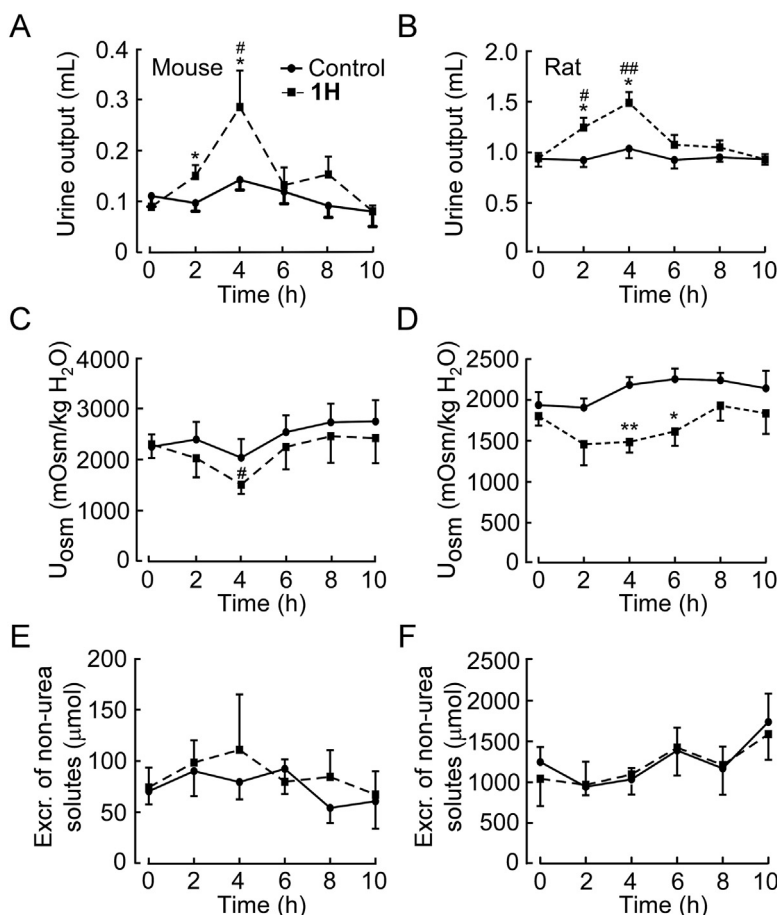 A
Urine output (mL)
0.4
0.3
0.2
0.1
0
Mouse
Control
1H
*
#
*
0 2 4 6 8 10
Time (h)
B
Urine output (mL)
2.0
1.5
1.0
0.5
0
Rat
#
*
##
*
0 2 4 6 8 10
Time (h)
C
Uosm (mOsm/kg H2O)
4000
3000
2000
1000
0
#
0 2 4 6 8 10
Time (h)
D
Uosm (mOsm/kg H2O)
2500
2000
1500
1000
500
0
**
*
0 2 4 6 8 10
Time (h)
E
Excr. of non-urea
solutes (μmol)
200
150
100
50
0
0 2 4 6 8 10
Time (h)
F
Excr. of non-urea
solutes (μmol)
2500
2000
1500
1000
500
0
0 2 4 6 8 10
Time (h)